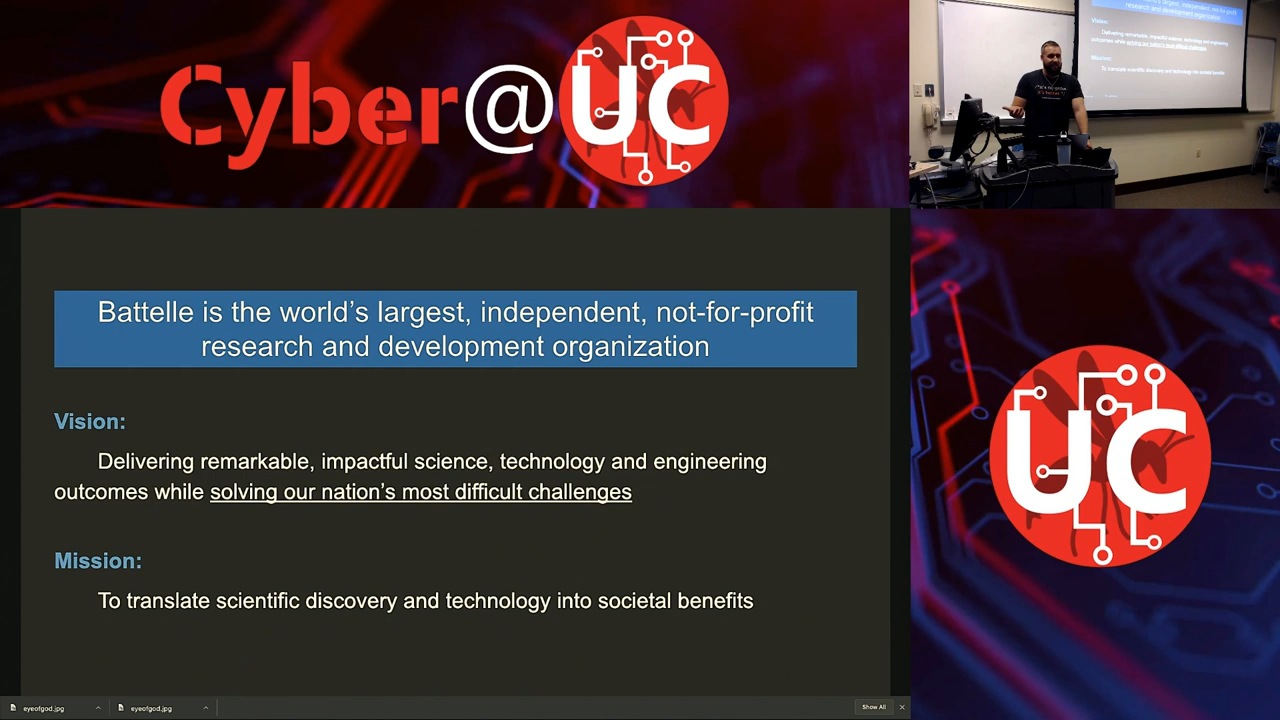 Cyber@UC
Battelle is the world's largest, independent, not-for-profit
research and development organization
Vision:
Delivering remarkable, impactful science, technology and engineering
outcomes while solving our nation's most difficult challenges
Mission:
To translate scientific discovery and technology into societal benefits
UC
eyeofgod.jpg
eyeofgod.jpg
Show All